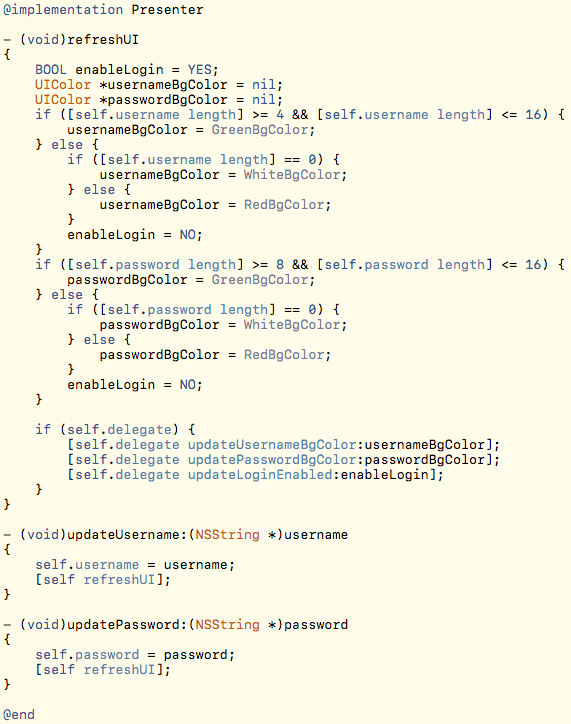 @implementation Presenter

- (void)refreshUI
{
    BOOL enableLogin = YES;
    UIColor *usernameBgColor = nil;
    UIColor *passwordBgColor = nil;
    if ([self.username length] >= 4 && [self.username length] <= 16) {
        usernameBgColor = GreenBgColor;
    } else {
        if ([self.username length] == 0) {
            usernameBgColor = WhiteBgColor;
        } else {
            usernameBgColor = RedBgColor;
        }
        enableLogin = NO;
    }
    if ([self.password length] >= 8 && [self.password length] <= 16) {
        passwordBgColor = GreenBgColor;
    } else {
        if ([self.password length] == 0) {
            passwordBgColor = WhiteBgColor;
        } else {
            passwordBgColor = RedBgColor;
        }
        enableLogin = NO;
    }

    if (self.delegate) {
        [self.delegate updateUsernameBgColor:usernameBgColor];
        [self.delegate updatePasswordBgColor:passwordBgColor];
        [self.delegate updateLoginEnabled:enableLogin];
    }
}

- (void)updateUsername:(NSString *)username
{
    self.username = username;
    [self refreshUI];
}

- (void)updatePassword:(NSString *)password
{
    self.password = password;
    [self refreshUI];
}

@end